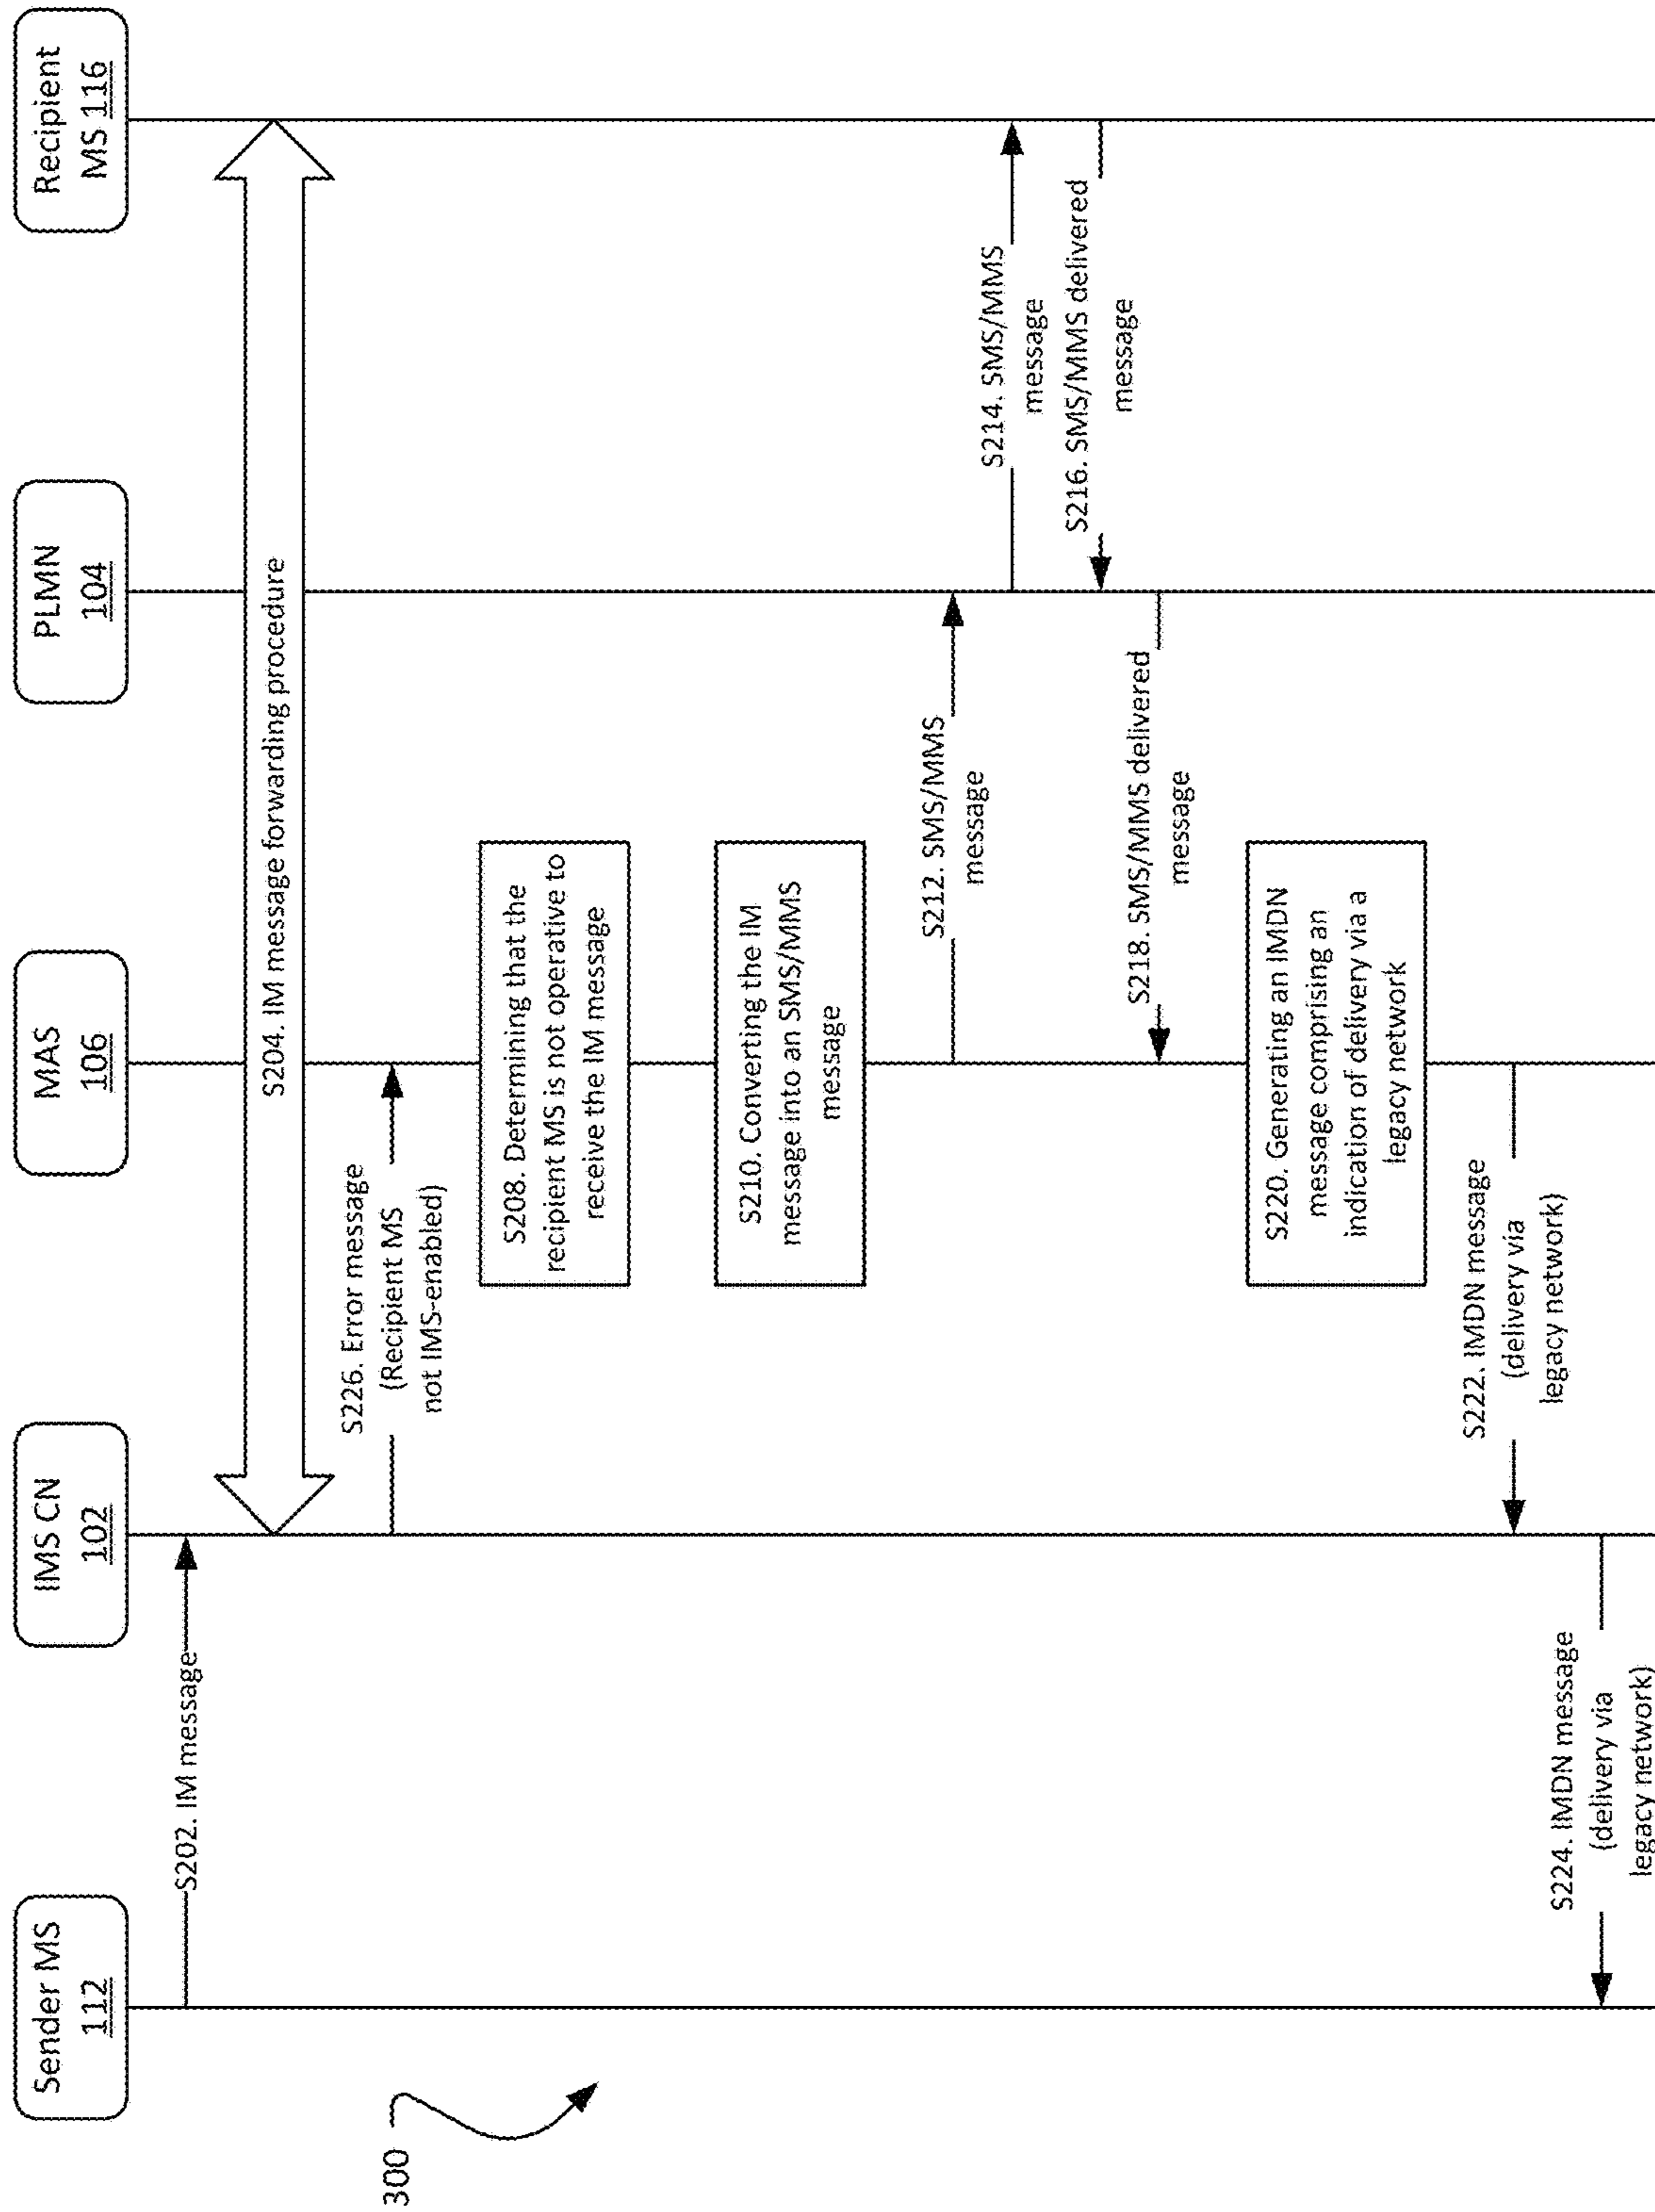 Sender MS
112
IMS CN
102
MAS
106
PLMN
104
Recipient
MS 116
S202. IM message
S204. IM message forwarding procedure
300
S226. Error message
(Recipient MS
not IMS-enabled)
S208. Determining that the
recipient MS is not operative to
receive the IM message
S210. Converting the IM
message into an SMS/MMS
message
S212. SMS/MMS
message
S214. SMS/MMS
message
S216. SMS/MMS delivered
message
S218. SMS/MMS delivered
message
S220. Generating an IMDN
message comprising an
indication of delivery via a
legacy network
S222. IMDN message
(delivery via
legacy network)
S224. IMDN message
(delivery via
legacy network)